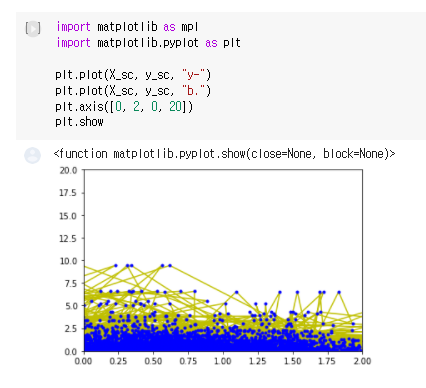 import matplotlib as mpl
import matplotlib.pyplot as plt
plt.plot(X_sc, y_sc, "y-")
plt.plot(X_sc, y_sc, "b.")
plt.axis([0, 2, 0, 20])
plt.show
<function matplotlib.pyplot.show(close=None, block=None)>
20.0
17.5
15.0
12.5
10.0
7.5
5.0
2.5
0.0
0.00 0.25 0.50 0.75 1.00 1.25 1.50 1.75 2.00